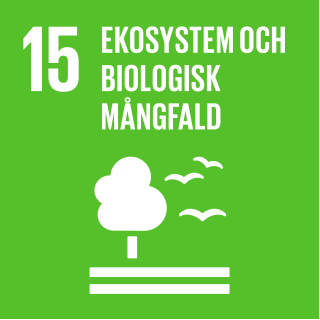 15
EKOSYSTEM OCH
BIOLOGISK
MÅNGFALD